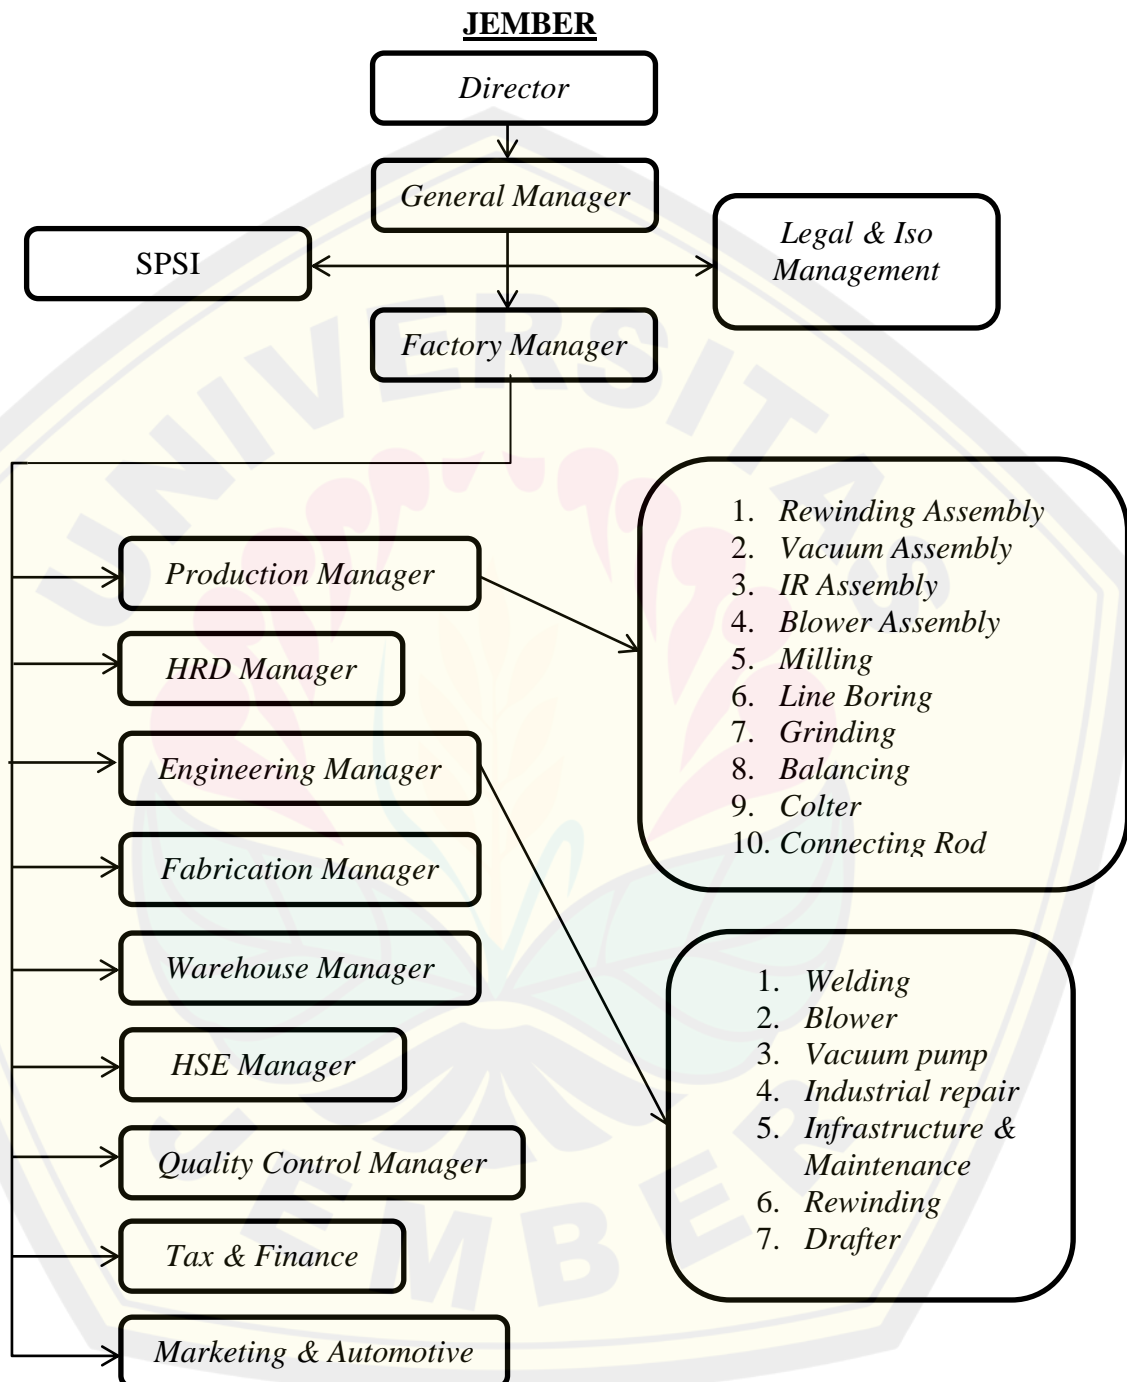 JEMBER
Director
General Manager
SPSI
Legal & Iso
Management
Factory Manager
Production Manager
HRD Manager
Engineering Manager
Fabrication Manager
Warehouse Manager
HSE Manager
Quality Control Manager
Tax & Finance
Marketing & Automotive
1. Rewinding Assembly
2. Vacuum Assembly
3. IR Assembly
4. Blower Assembly
5. Milling
6. Line Boring
7. Grinding
8. Balancing
9. Colter
10. Connecting Rod
1. Welding
2. Blower
3. Vacuum pump
4. Industrial repair
5. Infrastructure &
Maintenance
6. Rewinding
7. Drafter
UNIVERSITAS
JEMBER